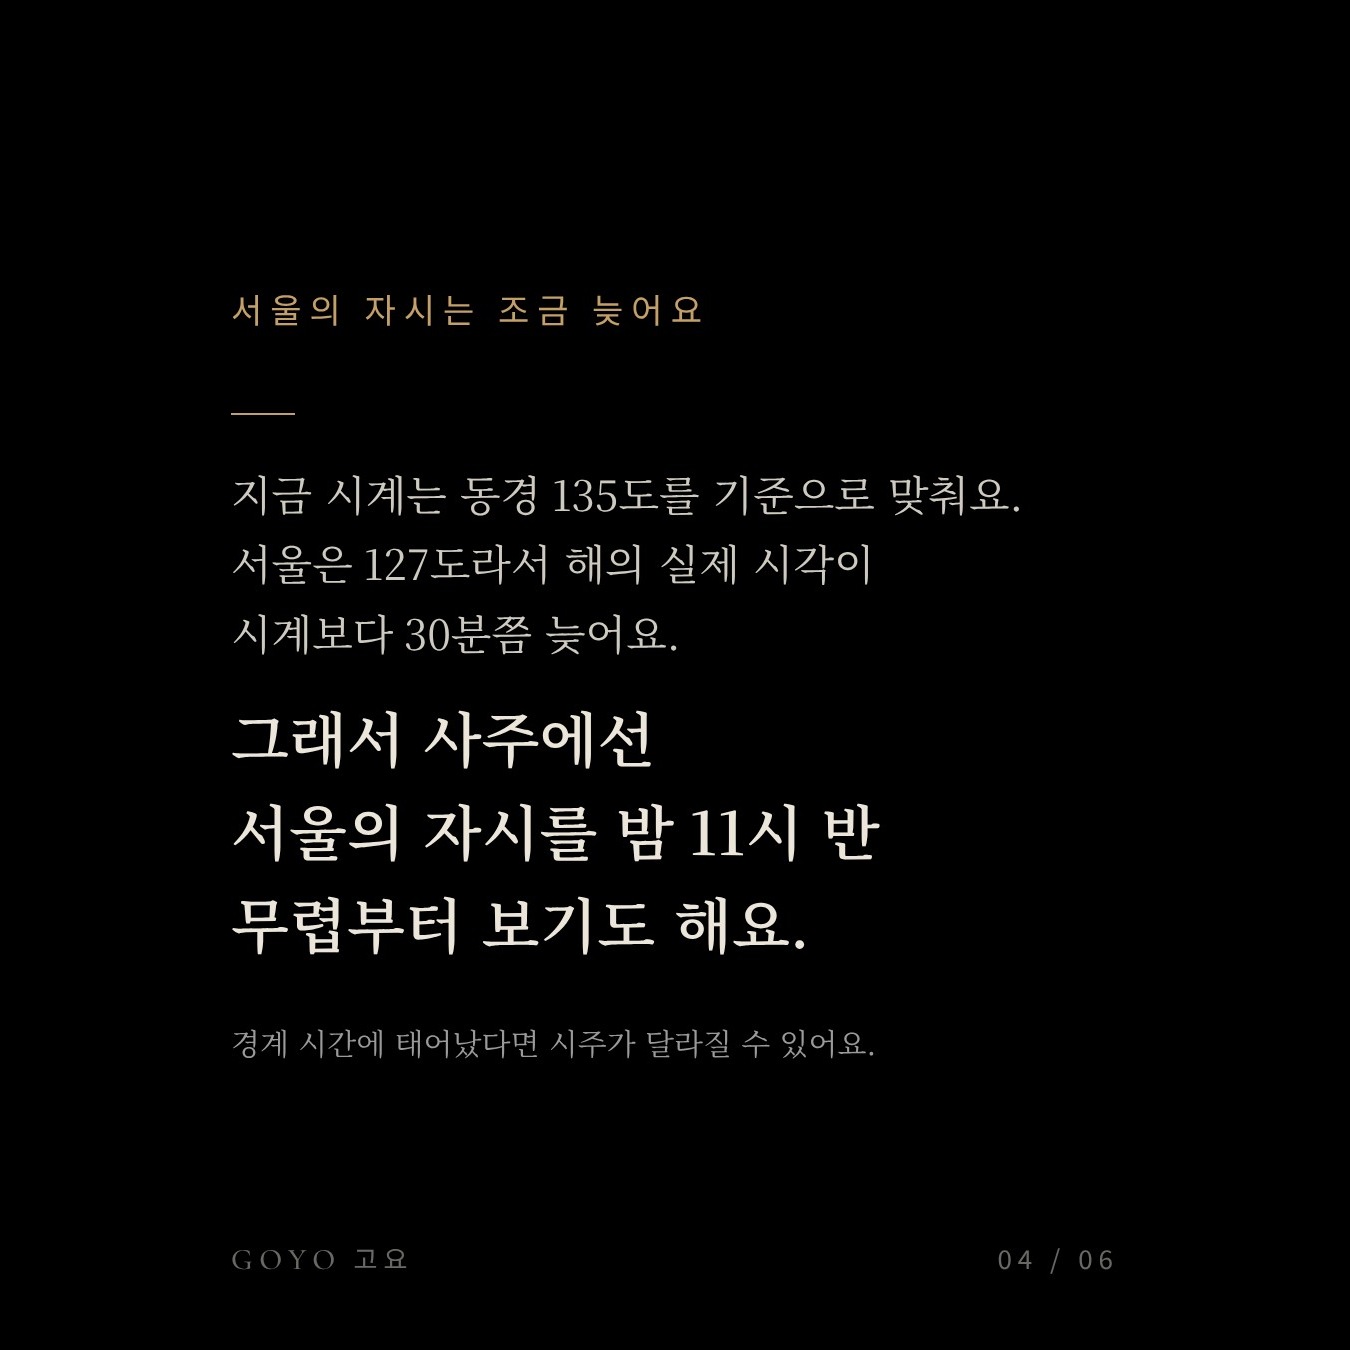 서울의 자시는 조금 늦어요
지금 시계는 동경 135도를 기준으로 맞춰요.
서울은 127도라서 해의 실제 시각이
시계보다 30분쯤 늦어요.
그래서 사주에선
서울의 자시를 밤 11시 반
무렵부터 보기도 해요.
경계 시간에 태어났다면 시주가 달라질 수 있어요.
GOYO 고요
04 / 06